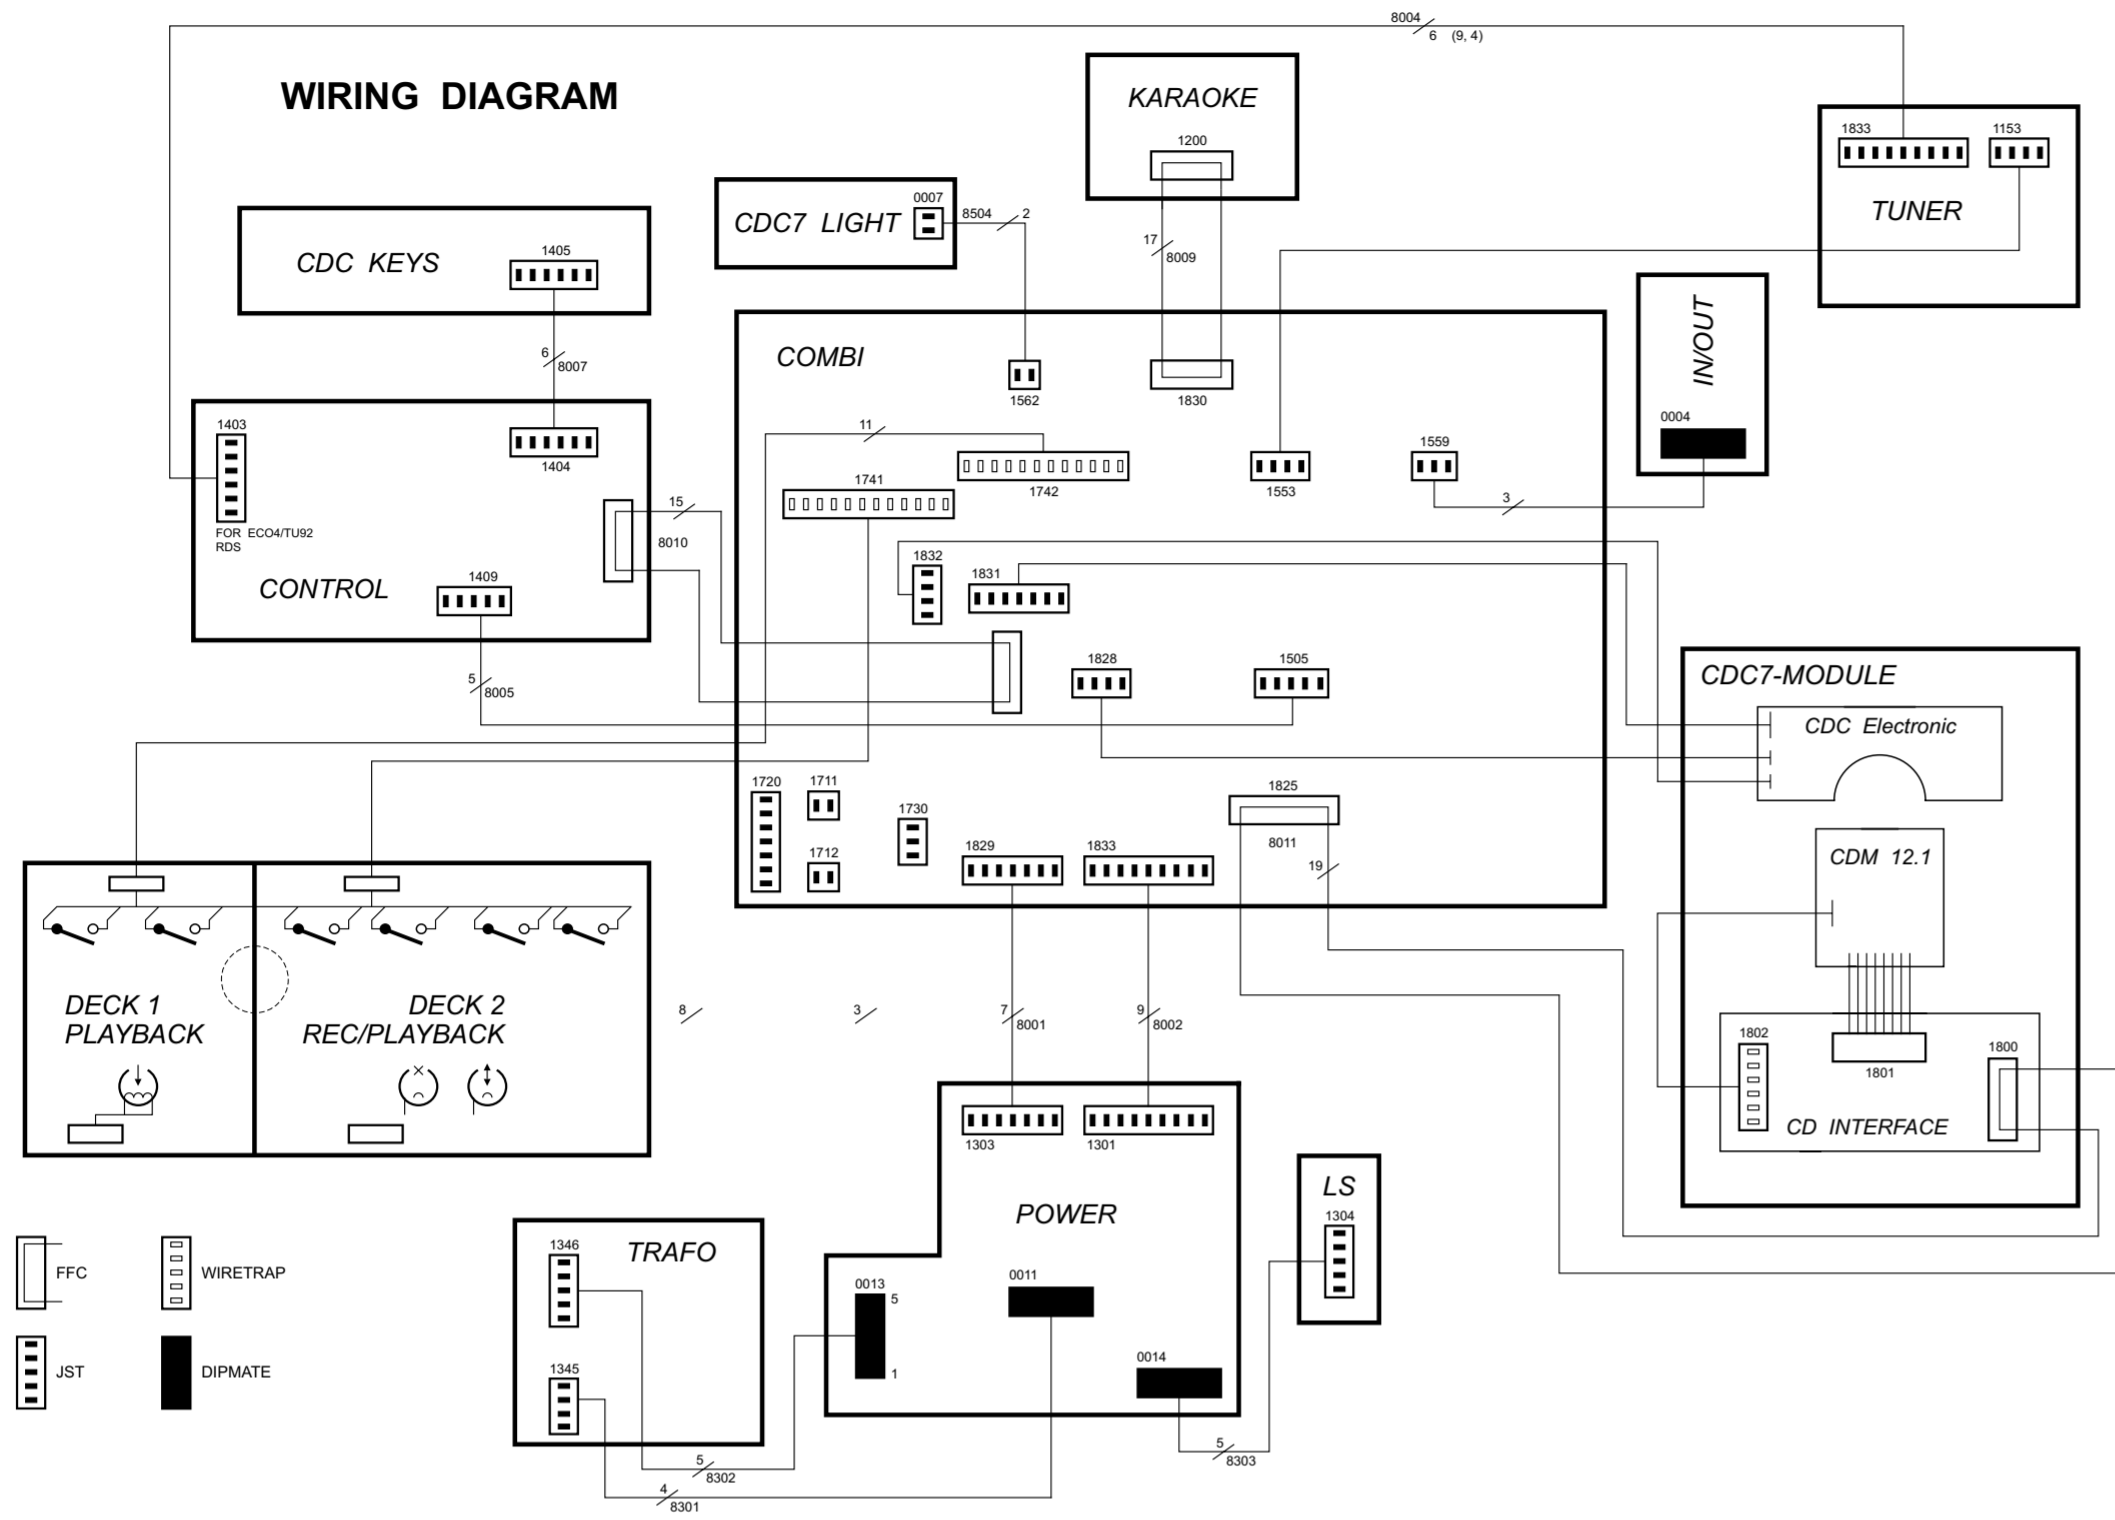 8004
6 (9, 4)
WIRING DIAGRAM
KARAOKE
1200
1833
1153
TUNER
CDC7 LIGHT
0007
8504
2
17
8009
CDC KEYS
1405
6
8007
IN/OUT
0004
COMBI
1562
1830
1403
1404
FOR ECO4/TU92
RDS
CONTROL
1409
15
8010
5
8005
11
1742
1741
1553
1559
3
1832
1831
1828
1505
1720
1711
1712
1730
1829
1833
1825
8011
19
CDC7-MODULE
CDC Electronic
CDM 12.1
1802
1801
1800
CD INTERFACE
DECK 1
PLAYBACK
DECK 2
REC/PLAYBACK
8
3
7
8001
9
8002
1303
1301
POWER
0013
5
1
0011
0014
LS
1304
5
8303
TRAFO
1346
1345
5
8302
4
8301
FFC
WIRETRAP
JST
DIPMATE